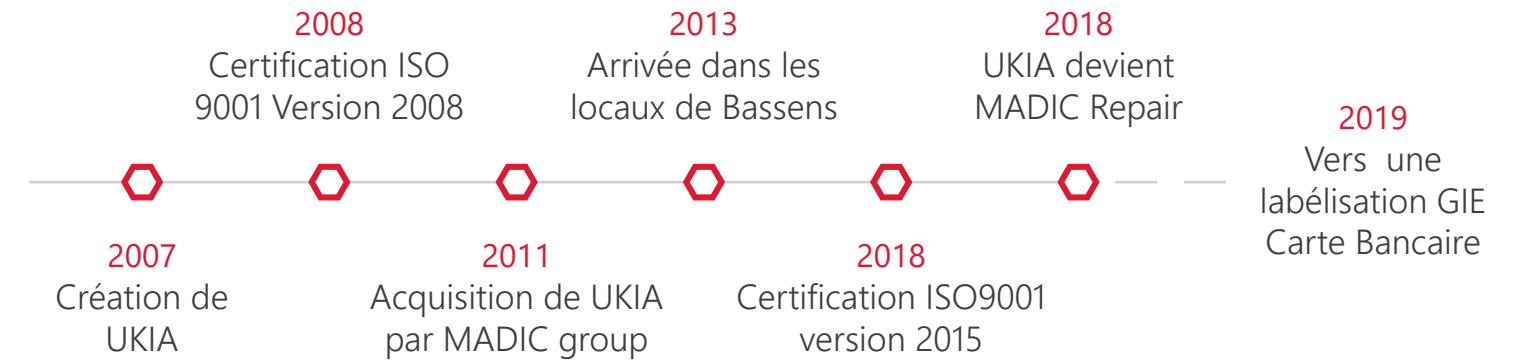 2007
Création de
UKIA
2008
Certification ISO
9001 Version 2008
2011
Acquisition de UKIA
par MADIC group
2013
Arrivée dans les
locaux de Bassens
2018
Certification ISO9001
version 2015
2018
UKIA devient
MADIC Repair
2019
Vers une
labélisation GIE
Carte Bancaire